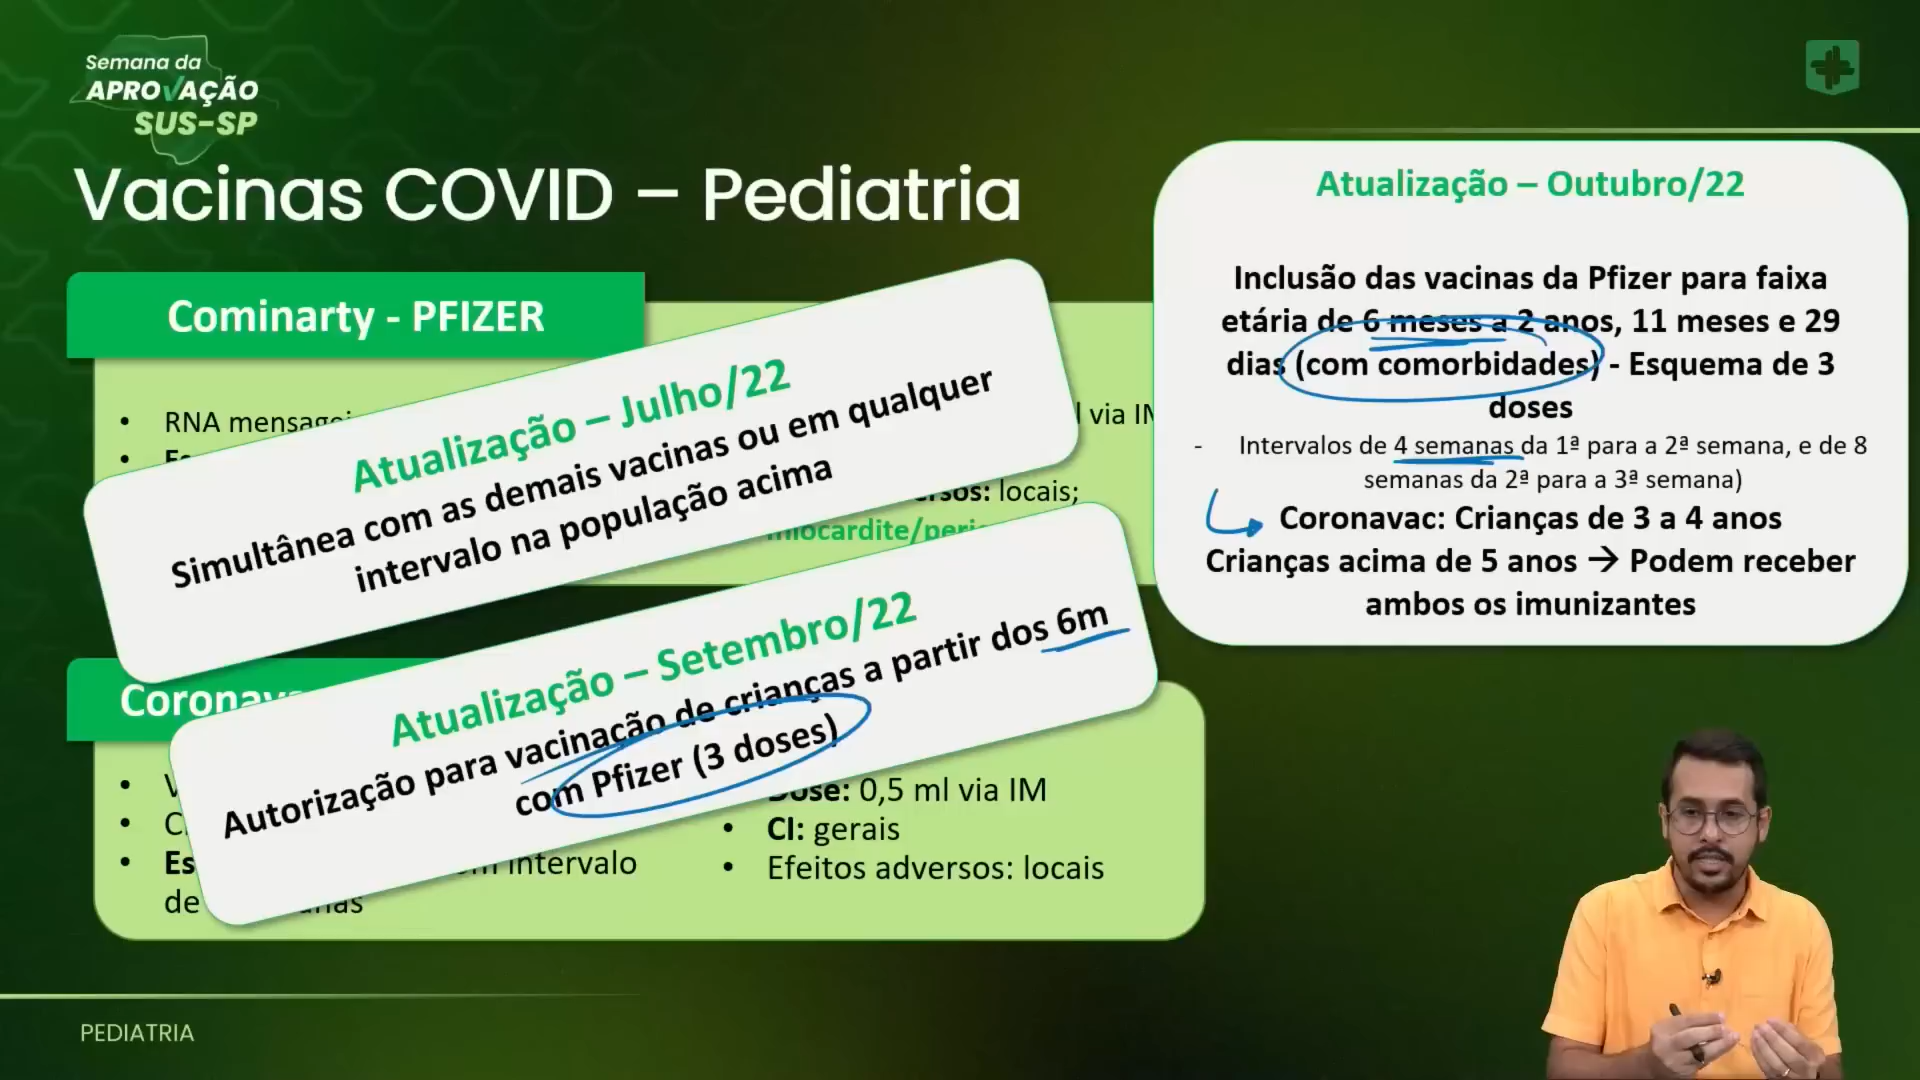 Semana da
APROVAÇÃO
SUS-SP
Vacinas COVID – Pediatria
Cominarty - PFIZER
• RNA
via
locais;
Atualização – Julho/22
Simultânea com as demais vacinas ou em qualquer
intervalo na população acima
Atualização – Setembro/22
Autorização para vacinação de crianças a partir dos 6m
com Pfizer (3 doses)
• 
• 
• intervalo
de
Dose: 0,5 ml via IM
• CI: gerais
• Efeitos adversos: locais
Atualização – Outubro/22
Inclusão das vacinas da Pfizer para faixa
etária de 6 meses a 2 anos, 11 meses e 29
dias (com comorbidades) - Esquema de 3
doses
- Intervalos de 4 semanas da 1ª para a 2ª semana, e de 8
semanas da 2ª para a 3ª semana)
Coronavac: Crianças de 3 a 4 anos
Crianças acima de 5 anos → Podem receber
ambos os imunizantes
PEDIATRIA